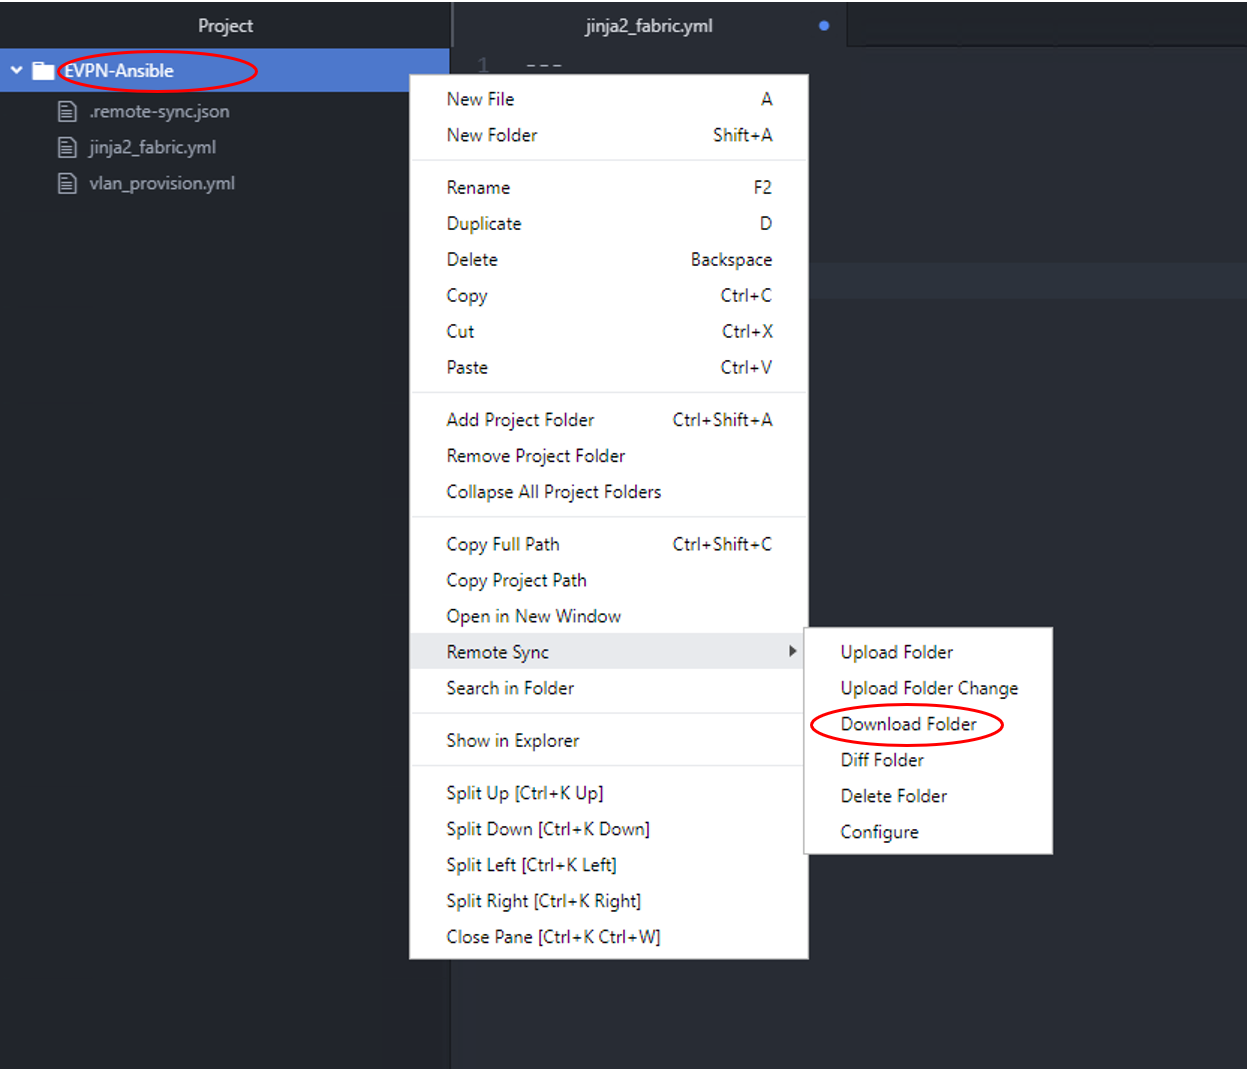 Project
jinja2_fabric.yml
EVPN-Ansible
.remote-sync.json
jinja2_fabric.yml
vlan_provision.yml
1 ---
New File A
New Folder Shift+A
Rename F2
Duplicate D
Delete Backspace
Copy Ctrl+C
Cut Ctrl+X
Paste Ctrl+V
Add Project Folder Ctrl+Shift+A
Remove Project Folder
Collapse All Project Folders
Copy Full Path Ctrl+Shift+C
Copy Project Path
Open in New Window
Remote Sync
Search in Folder
Show in Explorer
Split Up [Ctrl+K Up]
Split Down [Ctrl+K Down]
Split Left [Ctrl+K Left]
Split Right [Ctrl+K Right]
Close Pane [Ctrl+K Ctrl+W]
Upload Folder
Upload Folder Change
Download Folder
Diff Folder
Delete Folder
Configure